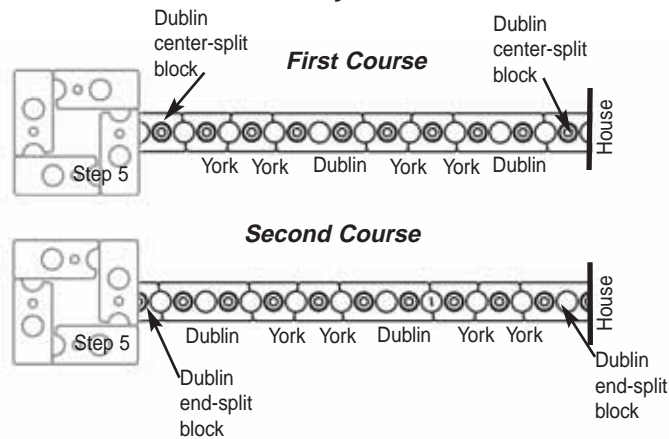 Dublin
center-split
block
First Course
Dublin
center-split
block
House
Step 5
York York Dublin York York Dublin
Second Course
House
Step 5
Dublin York York Dublin York York
Dublin
end-split
block
Dublin
end-split
block